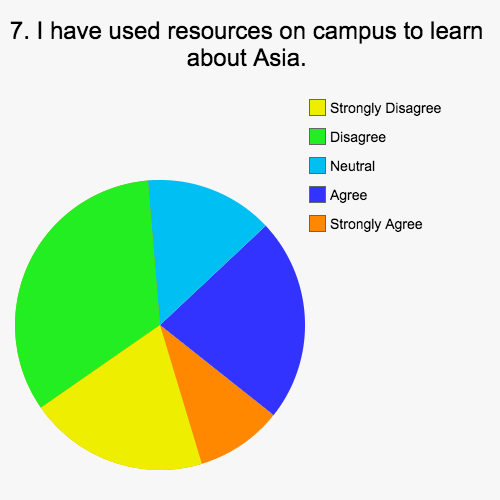 7. I have used resources on campus to learn
about Asia.
Strongly Disagree
Disagree
Neutral
Agree
Strongly Agree